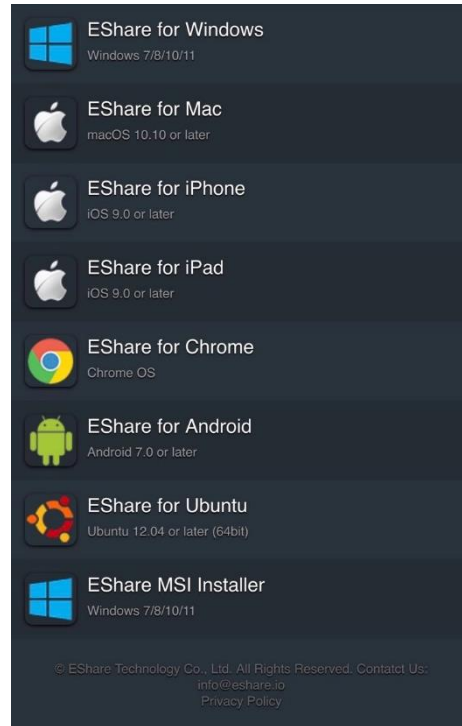 EShare for Windows
Windows 7/8/10/11
EShare for Mac
macOS 10.10 or later
EShare for iPhone
iOS 9.0 or later
EShare for iPad
iOS 9.0 or later
EShare for Chrome
Chrome OS
EShare for Android
Android 7.0 or later
EShare for Ubuntu
Ubuntu 12.04 or later (64bit)
EShare MSI Installer
Windows 7/8/10/11
© EShare Technology Co., Ltd. All Rights Reserved. Contatct Us:
info@eshare.io
Privacy Policy